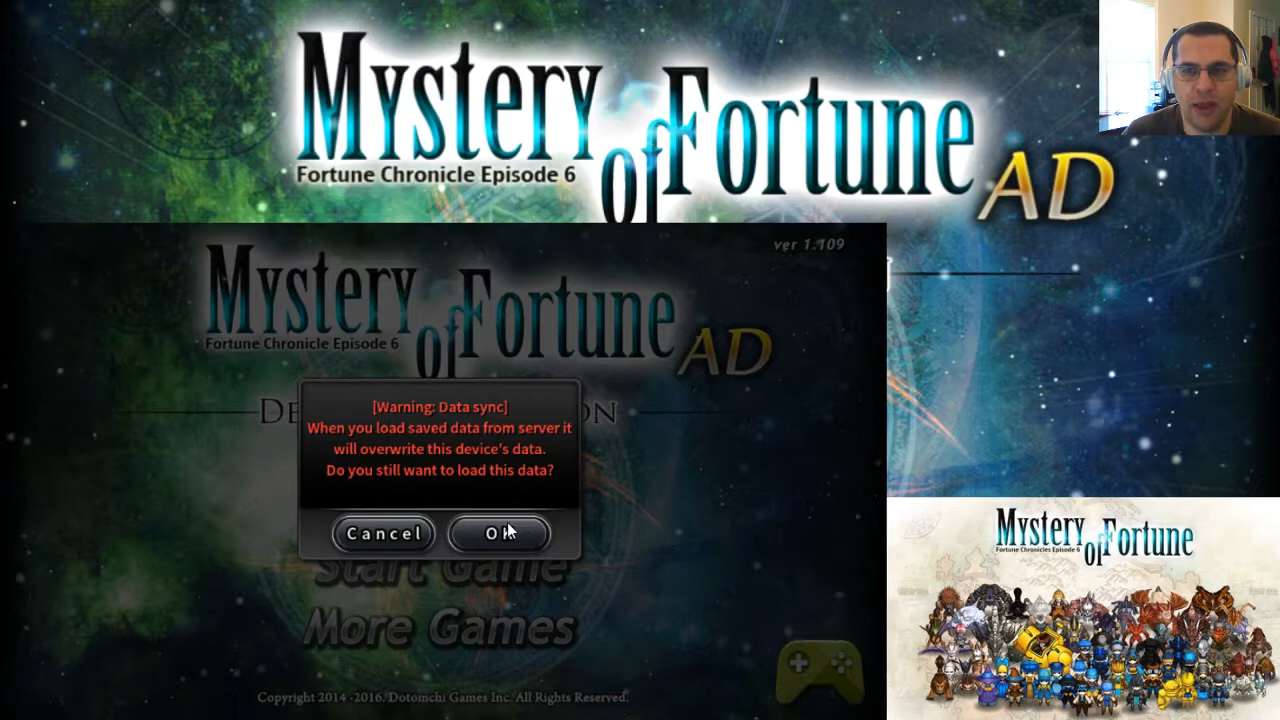 Mystery of Fortune AD
Fortune Chronicle Episode 6
ver 1.109
Mystery of Fortune AD
Fortune Chronicle Episode 6
[Warning: Data sync]
When you load saved data from server it
will overwrite this device's data.
Do you still want to load this data?
Cancel
Start Game
More Games
Copyright 2014 -2016. Dotomchi Games Inc. All Rights Reserved.
Mystery of Fortune
Fortune Chronicles Episode 6